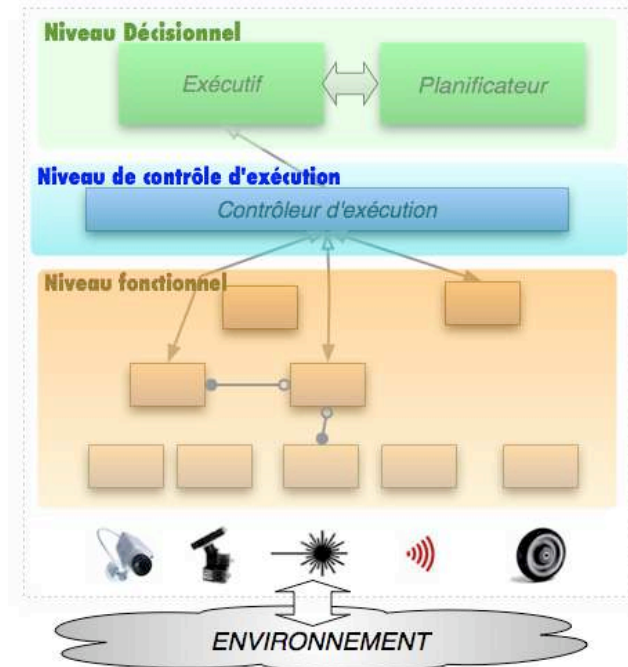 Niveau Décisionnel
Exécutif
Planificateur
Niveau de contrôle d'exécution
Contrôleur d'exécution
Niveau fonctionnel
ENVIRONNEMENT